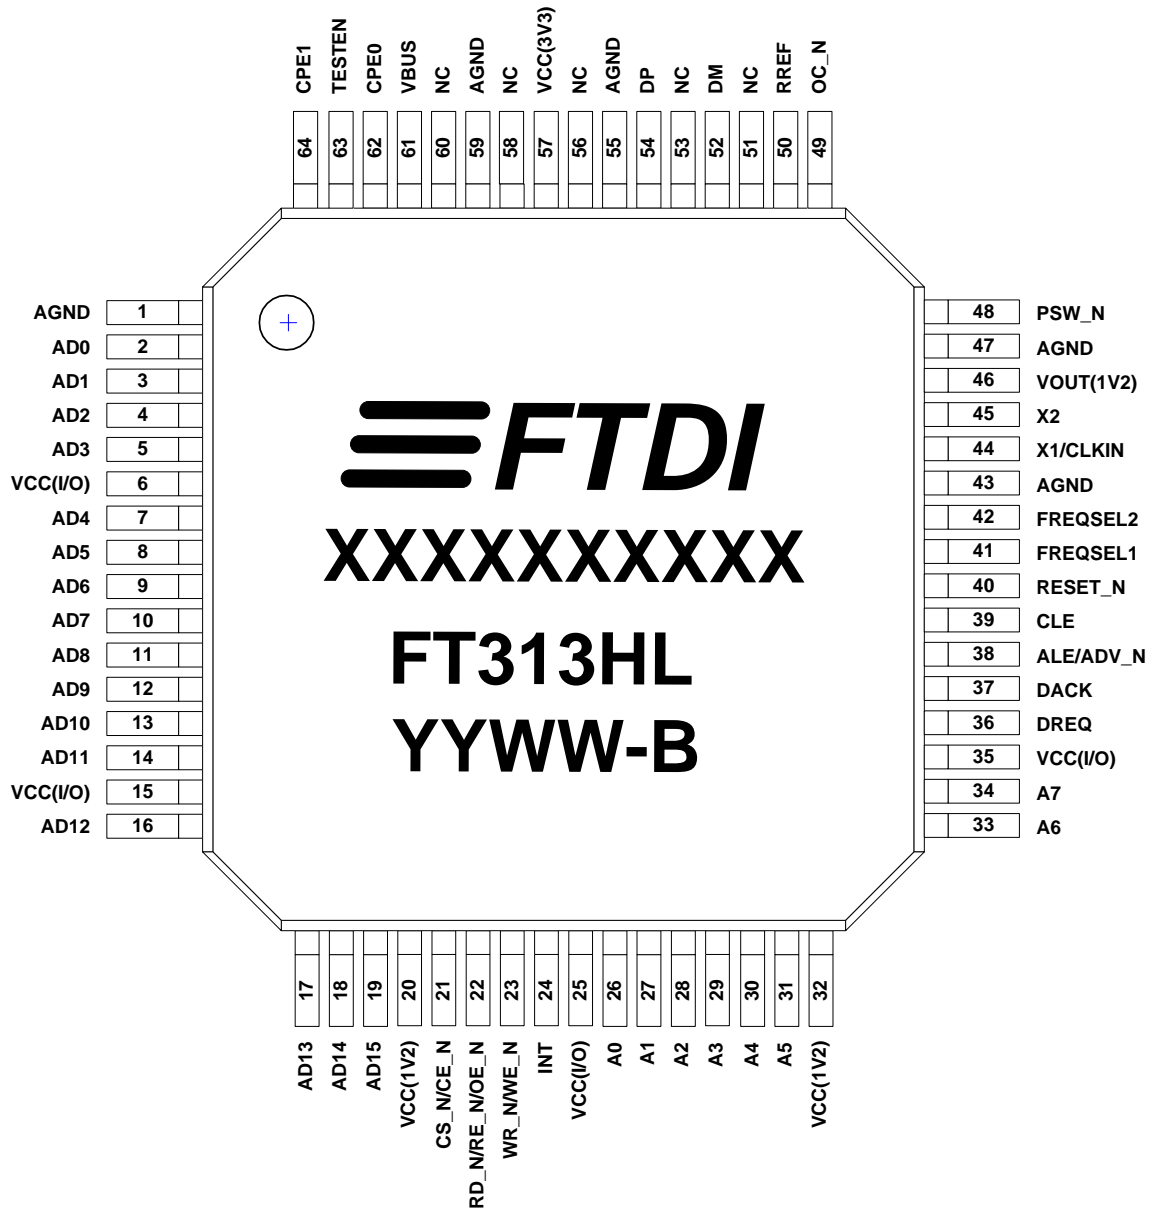 CPE1 TESTEN CPE0 VBUS NC AGND NC VCC(3V3) NC AGND DP NC DM NC RREF OC_N
64 63 62 61 60 59 58 57 56 55 54 53 52 51 50 49
AGND 1 48 PSW_N
AD0 2 47 AGND
AD1 3 46 VOUT(1V2)
AD2 4 45 X2
AD3 5 44 X1/CLKIN
VCC(I/O) 6 43 AGND
AD4 7 42 FREQSEL2
AD5 8 41 FREQSEL1
AD6 9 40 RESET_N
AD7 10 39 CLE
AD8 11 38 ALE/ADV_N
AD9 12 37 DACK
AD10 13 36 DREQ
AD11 14 35 VCC(I/O)
VCC(I/O) 15 34 A7
AD12 16 33 A6
FTDI
XXXXXXXXXX
FT313HL
YYWW-B
17 18 19 20 21 22 23 24 25 26 27 28 29 30 31 32
AD13 AD14 AD15 VCC(1V2) CS_N/CE_N RD_N/RE_N/OE_N WR_N/WE_N INT VCC(I/O) A0 A1 A2 A3 A4 A5 VCC(1V2)